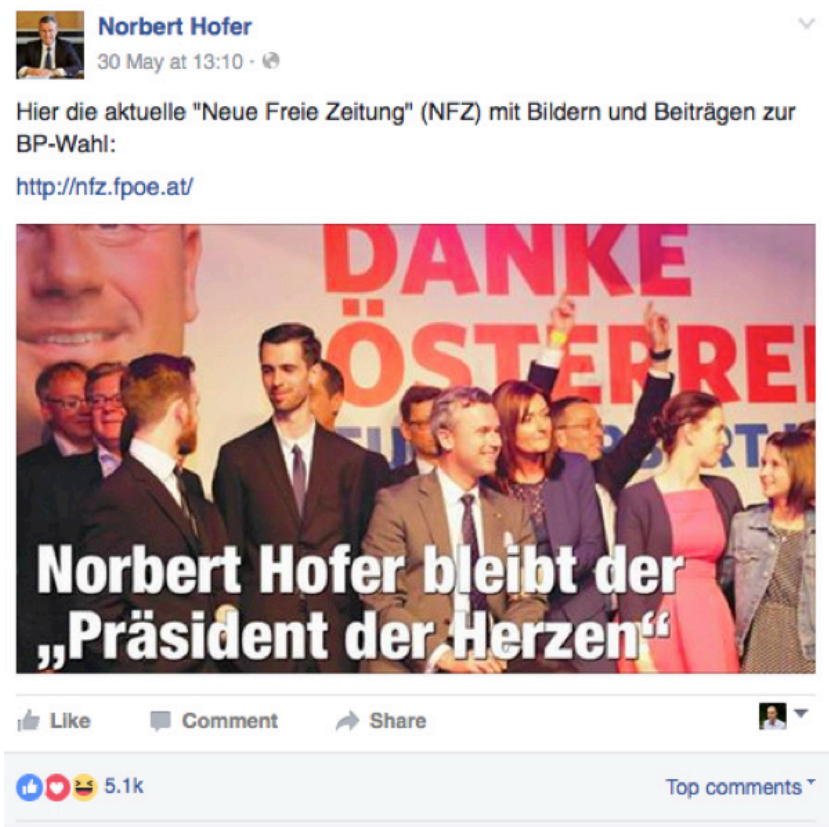 Norbert Hofer
30 May at 13:10 ·
Hier die aktuelle "Neue Freie Zeitung" (NFZ) mit Bildern und Beiträgen zur
BP-Wahl:
http://nfz.fpoe.at/
DANKE
ÖSTERREI
Norbert Hofer bleibt der
„Präsident der Herzen“
Like Comment Share
5.1k Top comments